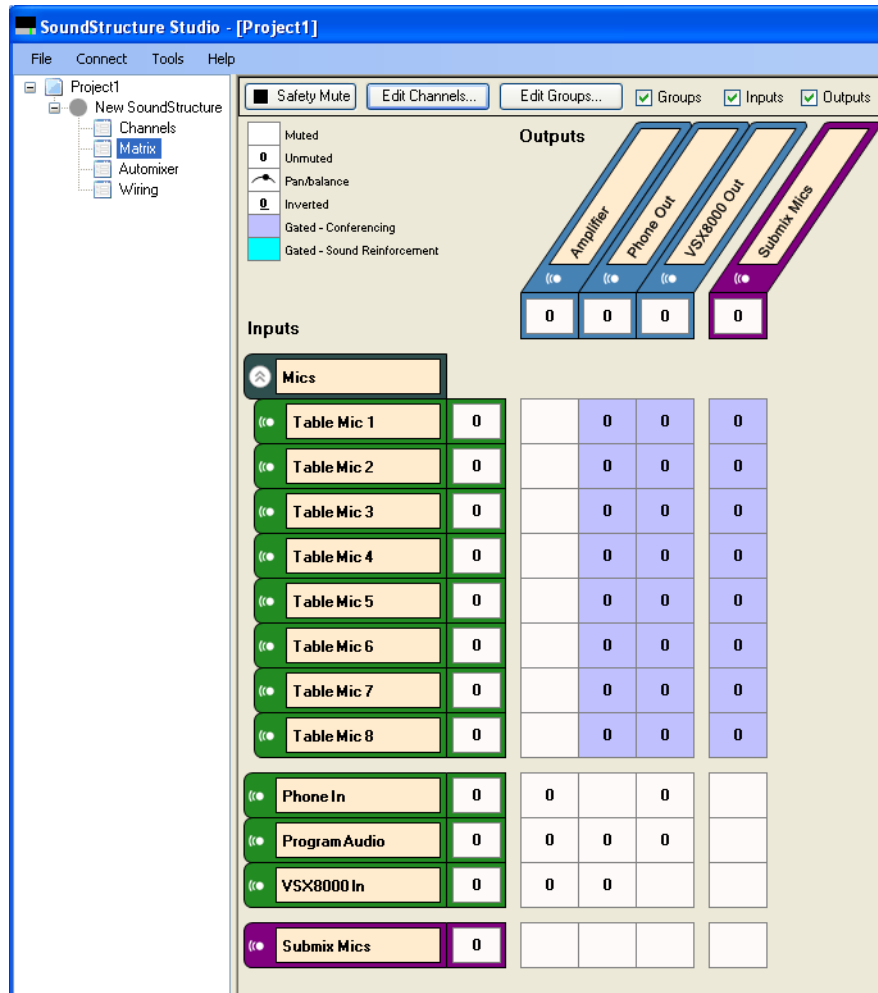 SoundStructure Studio - [Project1]
File Connect Tools Help
Project1
New SoundStructure
Channels
Matrix
Automixer
Wiring
Safety Mute Edit Channels... Edit Groups... Groups Inputs Outputs
Muted
0 Unmuted
Pan/balance
0 Inverted
Gated - Conferencing
Gated - Sound Reinforcement
Outputs
Amplifier
Phone Out
VSX8000 Out
Submix Mics
0 0 0 0
Inputs
Mics
Table Mic 1 0 0 0 0
Table Mic 2 0 0 0 0
Table Mic 3 0 0 0 0
Table Mic 4 0 0 0 0
Table Mic 5 0 0 0 0
Table Mic 6 0 0 0 0
Table Mic 7 0 0 0 0
Table Mic 8 0 0 0 0
Phone In 0 0 0
Program Audio 0 0 0 0
VSX8000 In 0 0 0
Submix Mics 0